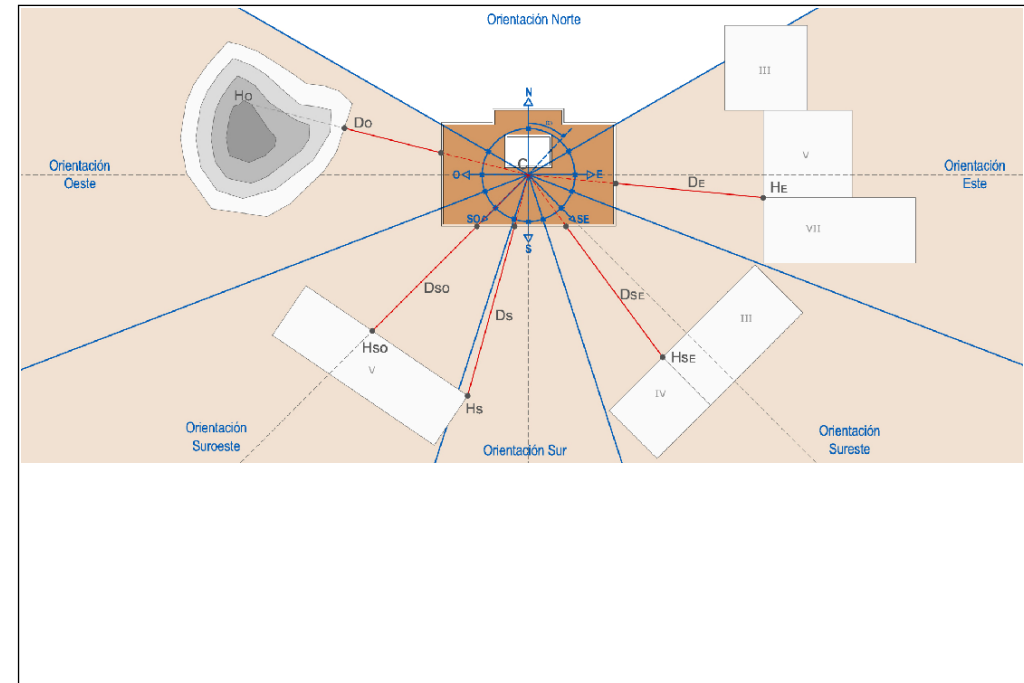 Orientación Norte
III
Ho
Do
N
C
V
Orientación
Oeste
O
E
Orientación
Este
DE
HE
SO
SE
S
VII
Dso
DSE
Ds
III
Hso
HSE
V
IV
Hs
Orientación
Suroeste
Orientación Sur
Orientación
Sureste